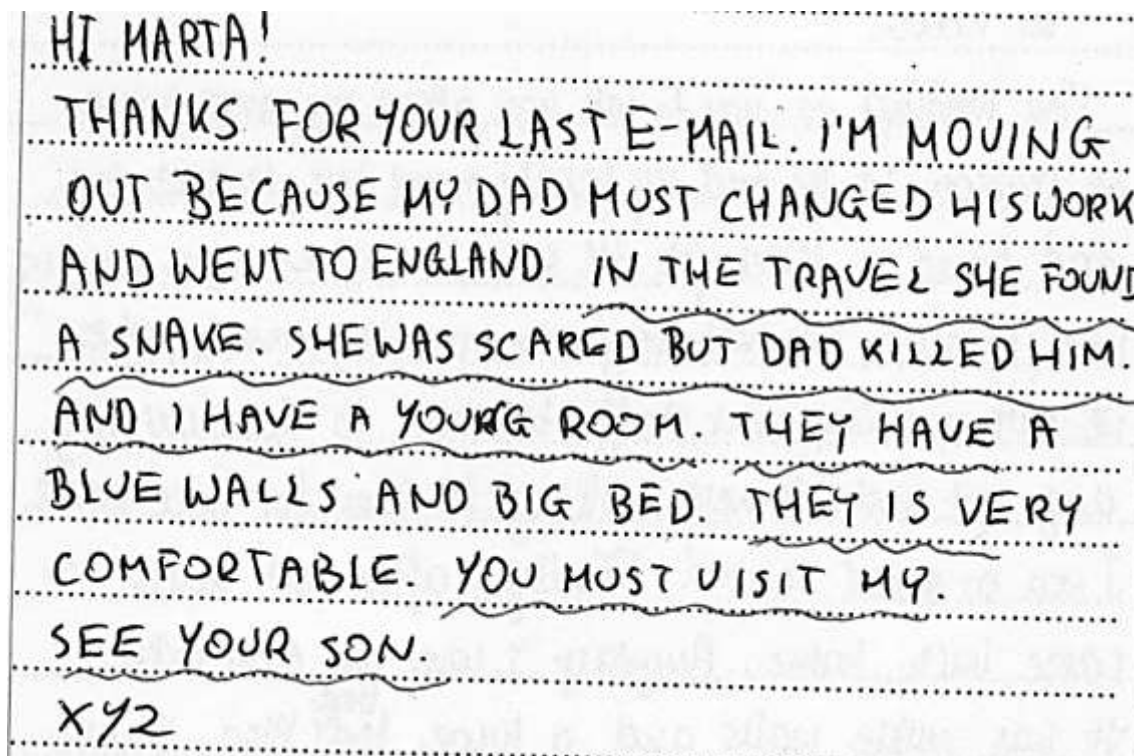 HI MARTA!
THANKS FOR YOUR LAST E-MAIL. I'M MOVING
OUT BECAUSE MY DAD MUST CHANGED HIS WORK
AND WENT TO ENGLAND. IN THE TRAVEL SHE FOUND
A SNAKE. SHE WAS SCARED BUT DAD KILLED HIM.
AND I HAVE A YOUNG ROOM. THEY HAVE A
BLUE WALLS AND BIG BED. THEY IS VERY
COMFORTABLE. YOU MUST VISIT MY.
SEE YOUR SON.
XYZ